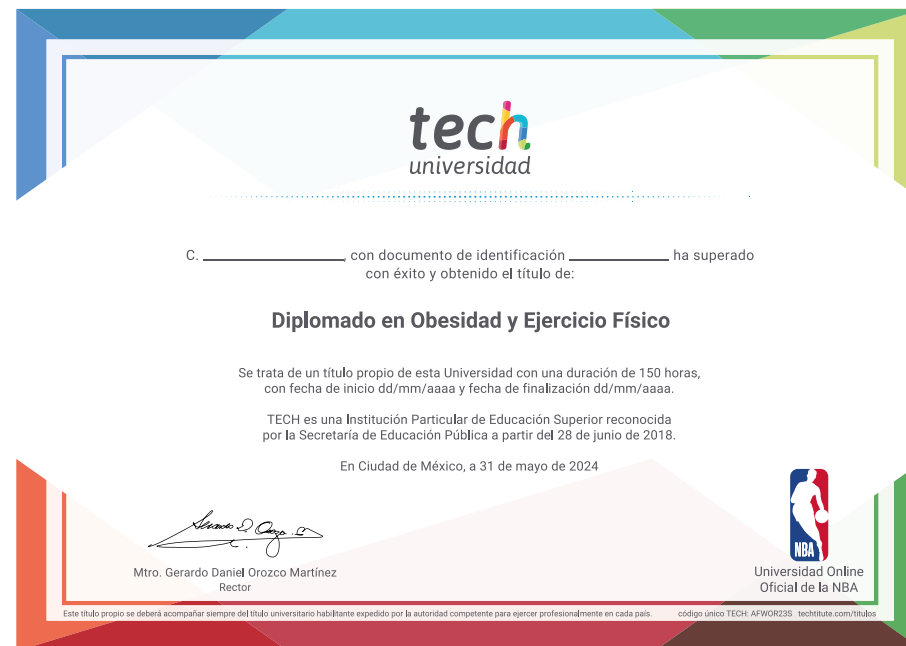 tech
universidad
C. ____________, con documento de identificación ____________ ha superado
con éxito y obtenido el título de:
Diplomado en Obesidad y Ejercicio Físico
Se trata de un título propio de esta Universidad con una duración de 150 horas,
con fecha de inicio dd/mm/aaaa y fecha de finalización dd/mm/aaaa.
TECH es una Institución Particular de Educación Superior reconocida
por la Secretaría de Educación Pública a partir del 28 de junio de 2018.
En Ciudad de México, a 31 de mayo de 2024
Mtro. Gerardo Daniel Orozco Martínez
Rector
NBA
Universidad Online
Oficial de la NBA
Este título propio se deberá acompañar siempre del título universitario habilitante expedido por la autoridad competente para ejercer profesionalmente en cada país. código único TECH: AFWOR23S techtitute.com/titulos